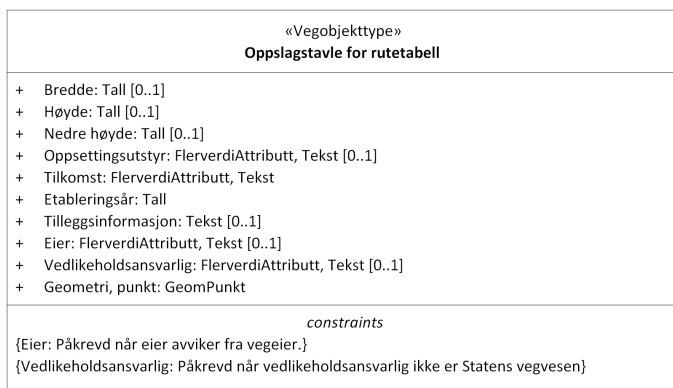 «Vegobjekttype»
Oppslagstavle for rutetabell
+ Bredde: Tall [0..1]
+ Høyde: Tall [0..1]
+ Nedre høyde: Tall [0..1]
+ Oppsettingsutstyr: FlerverdiAttributt, Tekst [0..1]
+ Tilkomst: FlerverdiAttributt, Tekst
+ Etableringsår: Tall
+ Tilleggsinformasjon: Tekst [0..1]
+ Eier: FlerverdiAttributt, Tekst [0..1]
+ Vedlikeholdsansvarlig: FlerverdiAttributt, Tekst [0..1]
+ Geometri, punkt: GeomPunkt
constraints
{Eier: Påkrevd når eier avviker fra vegeier.}
{Vedlikeholdsansvarlig: Påkrevd når vedlikeholdsansvarlig ikke er Statens vegvesen}